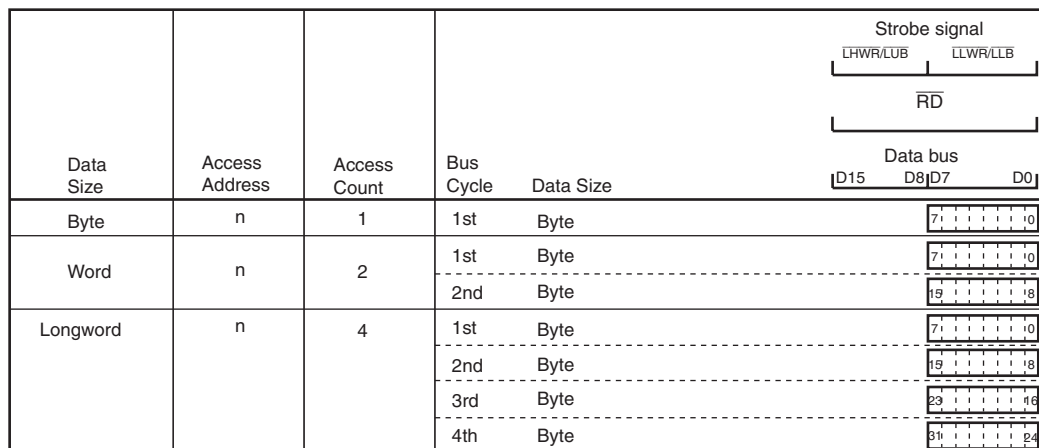 Strobe signal
LHWR/LUB LLWR/LLB
RD
Data Size Access Address Access Count Bus Cycle Data Size Data bus
D15 D8 D7 D0
Byte n 1 1st Byte 7 0
Word n 2 1st Byte 7 0
2nd Byte 15 8
Longword n 4 1st Byte 7 0
2nd Byte 15 8
3rd Byte 23 16
4th Byte 31 24